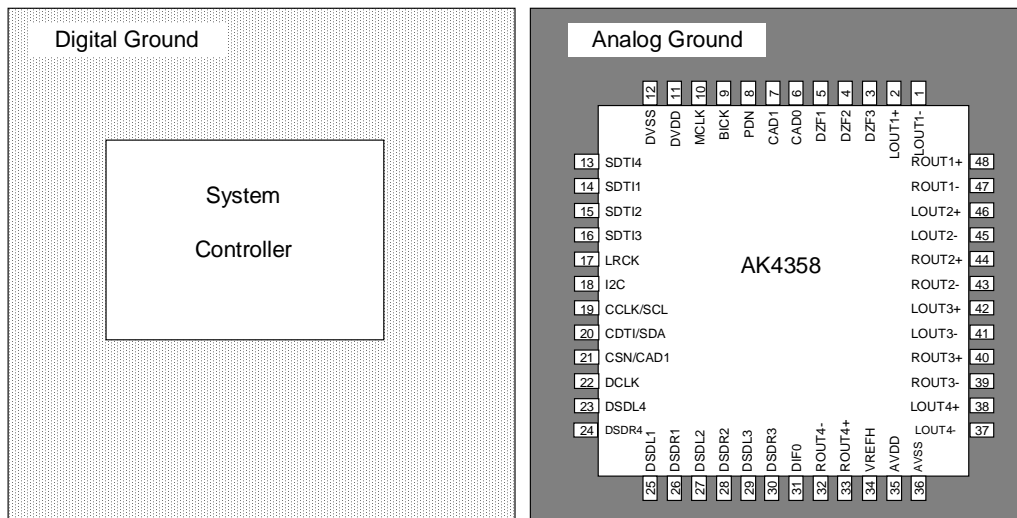 Digital Ground
System
Controller
Analog Ground
12 11 10 9 8 7 6 5 4 3 2 1
DVSS DVDD MCLK BICK PDN CAD1 CAD0 DZF1 DZF2 DZF3 LOUT1+ LOUT1-
13 SDTI4
14 SDTI1
15 SDTI2
16 SDTI3
17 LRCK
18 I2C
19 CCLK/SCL
20 CDTI/SDA
21 CSN/CAD1
22 DCLK
23 DSDL4
24 DSDR4
AK4358
ROUT1+ 48
ROUT1- 47
LOUT2+ 46
LOUT2- 45
ROUT2+ 44
ROUT2- 43
LOUT3+ 42
LOUT3- 41
ROUT3+ 40
ROUT3- 39
LOUT4+ 38
LOUT4- 37
DSDL1 DSDR1 DSDL2 DSDR2 DSDL3 DSDR3 DIF0 ROUT4- ROUT4+ VREFH AVDD AVSS
25 26 27 28 29 30 31 32 33 34 35 36